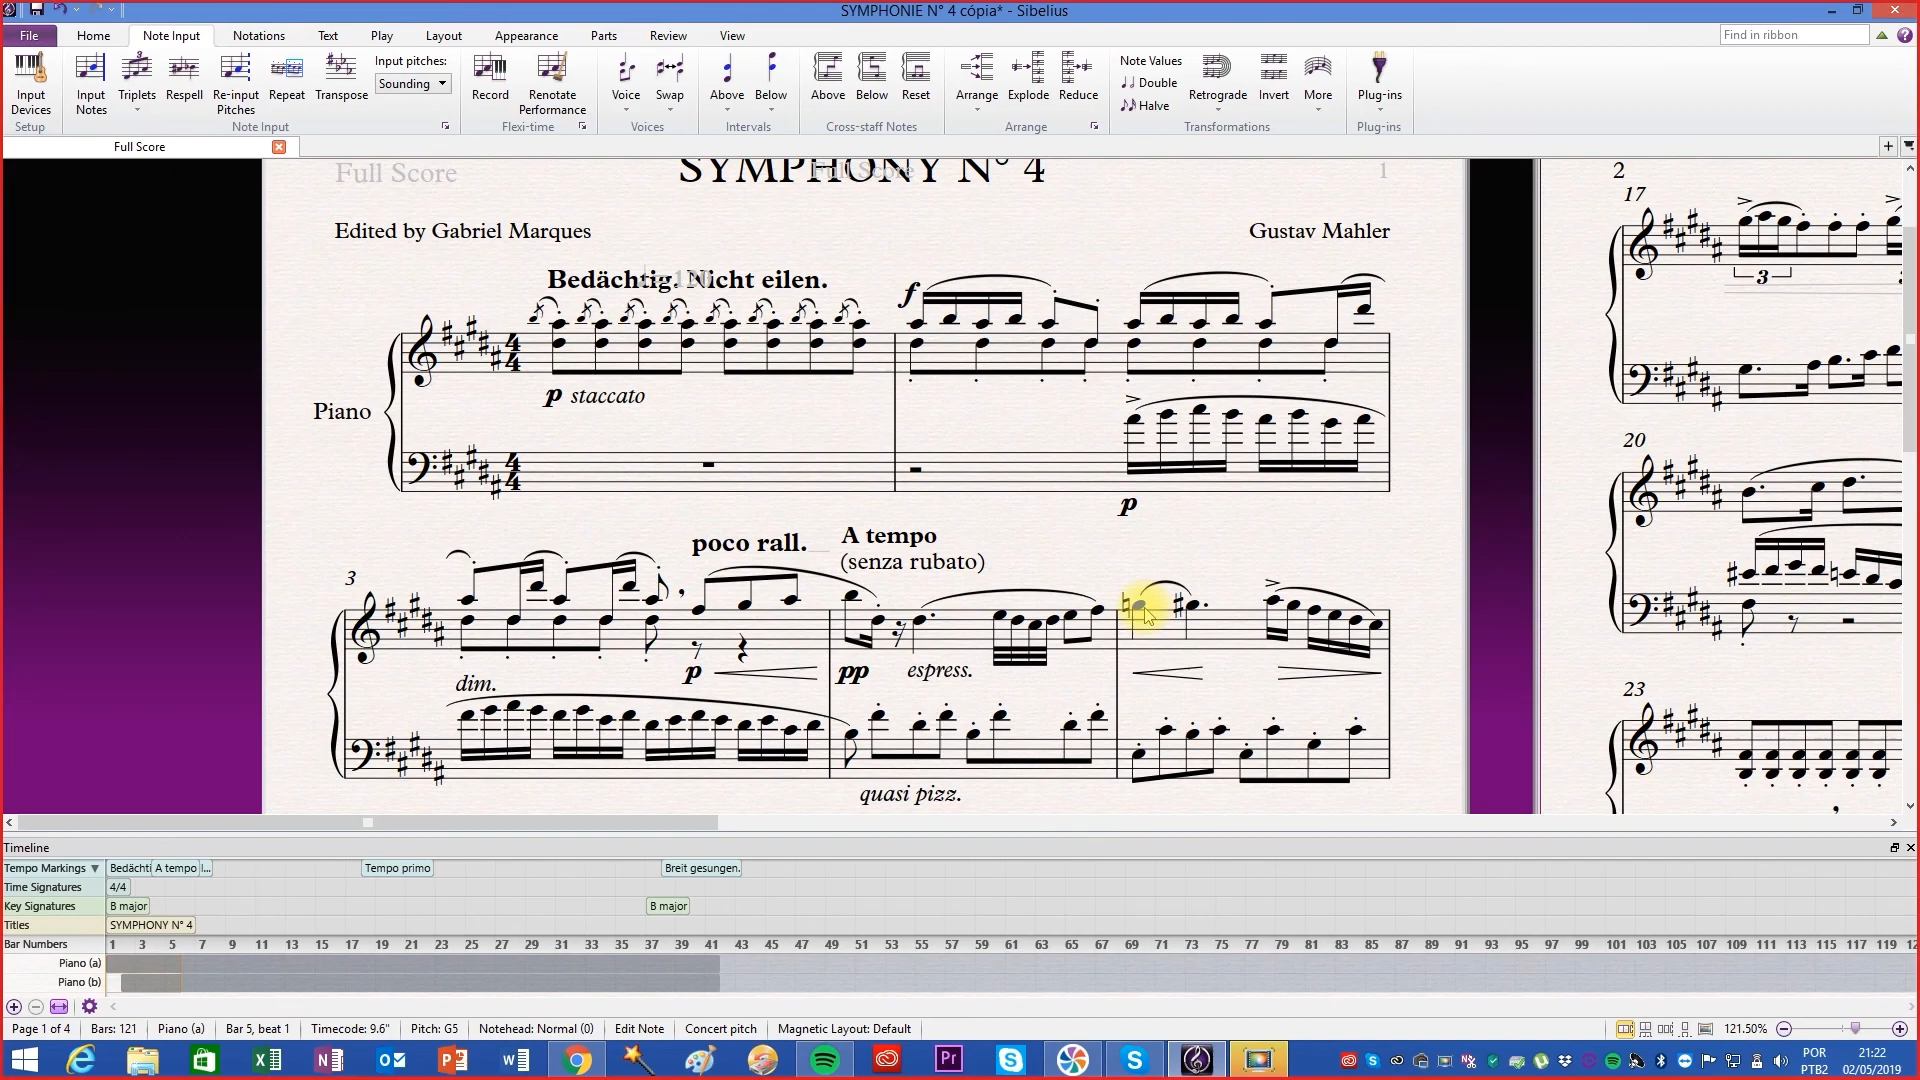 SYMPHONIE N° 4 cópia* - Sibelius
File Home Note Input Notations Text Play Layout Appearance Parts Review View Find in ribbon
Input Devices
Input Notes
Triplets
Respell
Re-input Pitches
Repeat
Transpose
Input pitches:
Sounding
Record
Renotate Performance
Voice
Swap
Above
Below
Above
Below
Reset
Arrange
Explode
Reduce
Note Values
Double
Halve
Retrograde
Invert
More
Plug-ins
Setup Note Input Flexi-time Voices Intervals Cross-staff Notes Arrange Transformations Plug-ins
Full Score
Full Score SYMPHONY N° 4 Full Score 1
Edited by Gabriel Marques Gustav Mahler
Bedächtig. Nicht eilen.
f
Piano
4 4
p staccato
4 4
p
poco rall. A tempo
(senza rubato)
3
p pp espress.
dim.
quasi pizz.
2
17
3
20
23
Timeline
Tempo Markings Bedächti A tempo l... Tempo primo Breit gesungen.
Time Signatures 4/4
Key Signatures B major B major
Titles SYMPHONY N° 4
Bar Numbers 1 3 5 7 9 11 13 15 17 19 21 23 25 27 29 31 33 35 37 39 41 43 45 47 49 51 53 55 57 59 61 63 65 67 69 71 73 75 77 79 81 83 85 87 89 91 93 95 97 99 101 103 105 107 109 111 113 115 117 119 12
Piano (a)
Piano (b)
Page 1 of 4 Bars: 121 Piano (a) Bar 5, beat 1 Timecode: 9.6" Pitch: G5 Notehead: Normal (0) Edit Note Concert pitch Magnetic Layout: Default 121.50%
POR 21:22
PTB2 02/05/2019